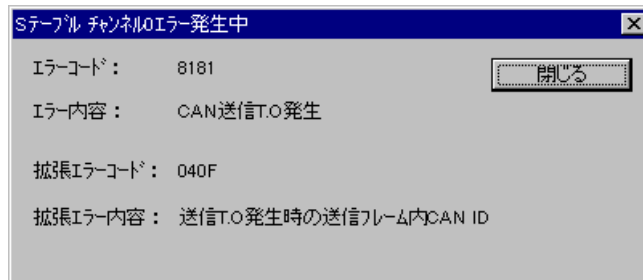 Sﾃｰﾌﾞﾙ ﾁｬﾝﾈﾙ0ｴﾗｰ発生中
ｴﾗｰｺｰﾄﾞ： 8181
閉じる
ｴﾗｰ内容： CAN送信T.O発生
拡張ｴﾗｰｺｰﾄﾞ： 040F
拡張ｴﾗｰ内容： 送信T.O発生時の送信ﾌﾚｰﾑ内CAN ID